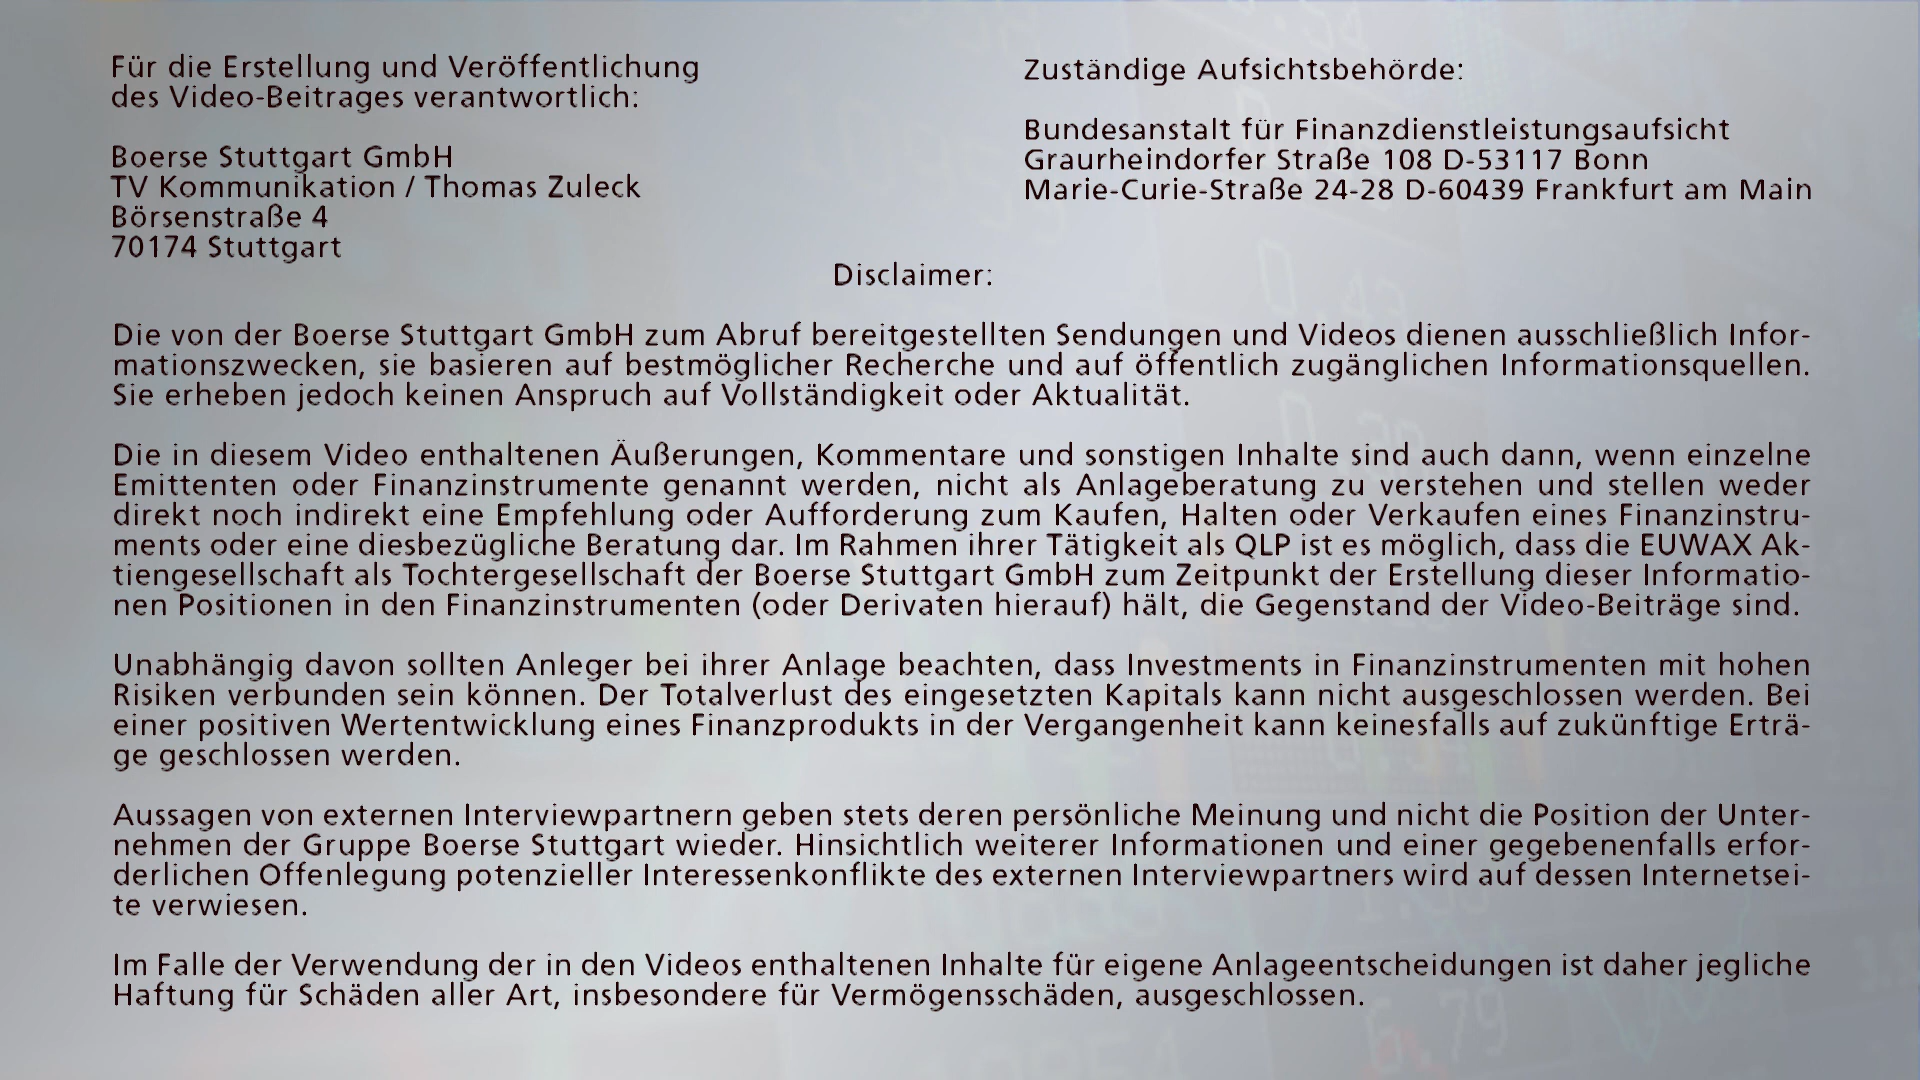 Für die Erstellung und Veröffentlichung
des Video-Beitrages verantwortlich:
Boerse Stuttgart GmbH
TV Kommunikation / Thomas Zuleck
Börsenstraße 4
70174 Stuttgart
Zuständige Aufsichtsbehörde:
Bundesanstalt für Finanzdienstleistungsaufsicht
Graurheindorfer Straße 108 D-53117 Bonn
Marie-Curie-Straße 24-28 D-60439 Frankfurt am Main
Disclaimer:
Die von der Boerse Stuttgart GmbH zum Abruf bereitgestellten Sendungen und Videos dienen ausschließlich Infor-
mationszwecken, sie basieren auf bestmöglicher Recherche und auf öffentlich zugänglichen Informationsquellen.
Sie erheben jedoch keinen Anspruch auf Vollständigkeit oder Aktualität.
Die in diesem Video enthaltenen Äußerungen, Kommentare und sonstigen Inhalte sind auch dann, wenn einzelne
Emittenten oder Finanzinstrumente genannt werden, nicht als Anlageberatung zu verstehen und stellen weder
direkt noch indirekt eine Empfehlung oder Aufforderung zum Kaufen, Halten oder Verkaufen eines Finanzinstru-
ments oder eine diesbezügliche Beratung dar. Im Rahmen ihrer Tätigkeit als QLP ist es möglich, dass die EUWAX Ak-
tiengesellschaft als Tochtergesellschaft der Boerse Stuttgart GmbH zum Zeitpunkt der Erstellung dieser Informatio-
nen Positionen in den Finanzinstrumenten (oder Derivaten hierauf) hält, die Gegenstand der Video-Beiträge sind.
Unabhängig davon sollten Anleger bei ihrer Anlage beachten, dass Investments in Finanzinstrumenten mit hohen
Risiken verbunden sein können. Der Totalverlust des eingesetzten Kapitals kann nicht ausgeschlossen werden. Bei
einer positiven Wertentwicklung eines Finanzprodukts in der Vergangenheit kann keinesfalls auf zukünftige Erträ-
ge geschlossen werden.
Aussagen von externen Interviewpartnern geben stets deren persönliche Meinung und nicht die Position der Unter-
nehmen der Gruppe Boerse Stuttgart wieder. Hinsichtlich weiterer Informationen und einer gegebenenfalls erfor-
derlichen Offenlegung potenzieller Interessenkonflikte des externen Interviewpartners wird auf dessen Internetsei-
te verwiesen.
Im Falle der Verwendung der in den Videos enthaltenen Inhalte für eigene Anlageentscheidungen ist daher jegliche
Haftung für Schäden aller Art, insbesondere für Vermögensschäden, ausgeschlossen.